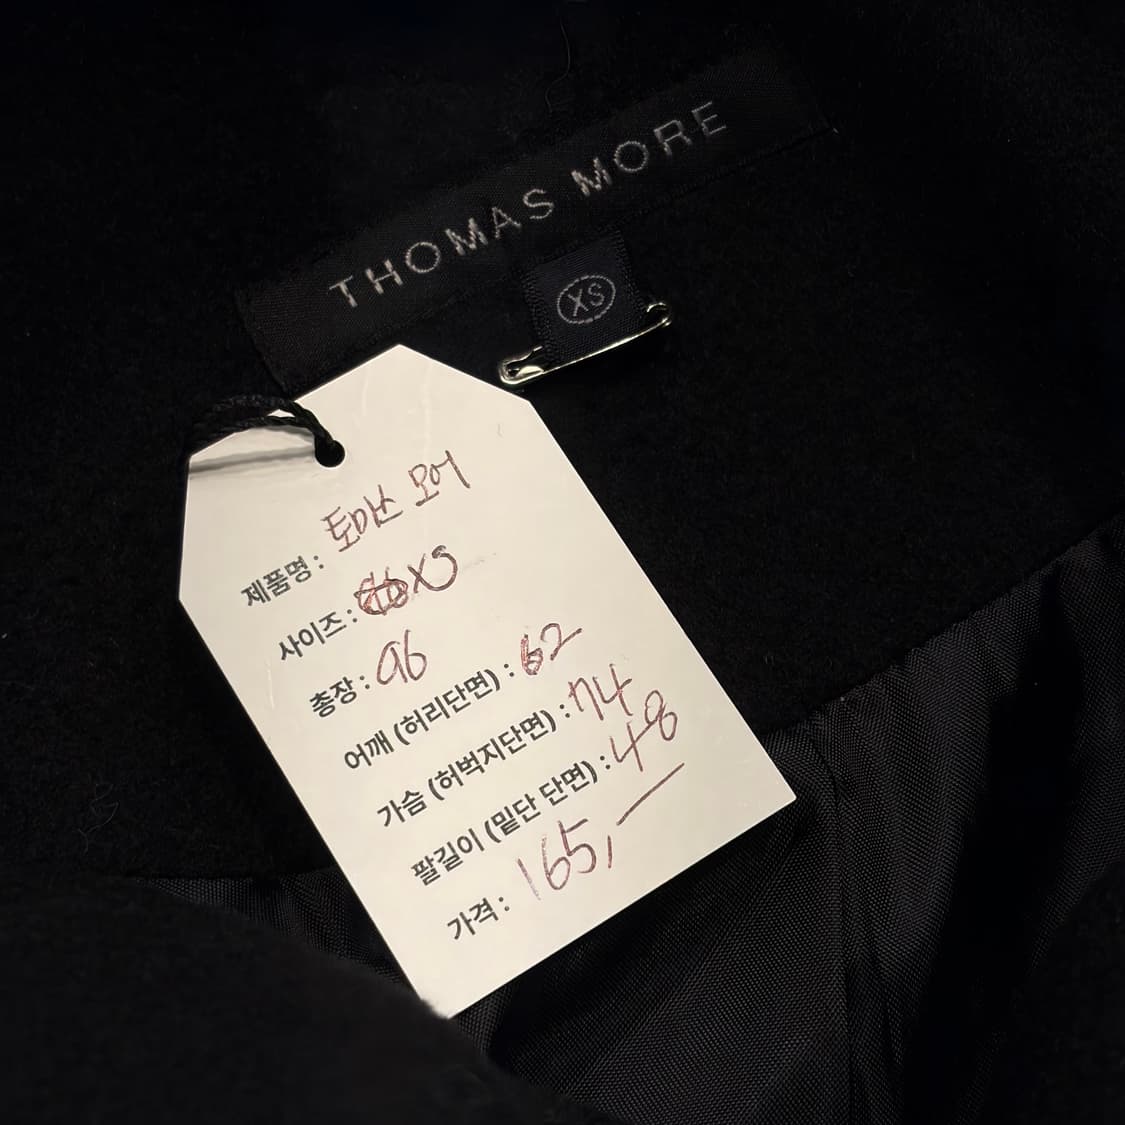 THOMAS MORE
XS
제품명 : 토마스 모어
사이즈 : XS
총장 : 96
어깨 (허리단면) : 62
가슴 (허벅지단면) : 74
팔길이 (밑단 단면) : 48
가격 : 165,—